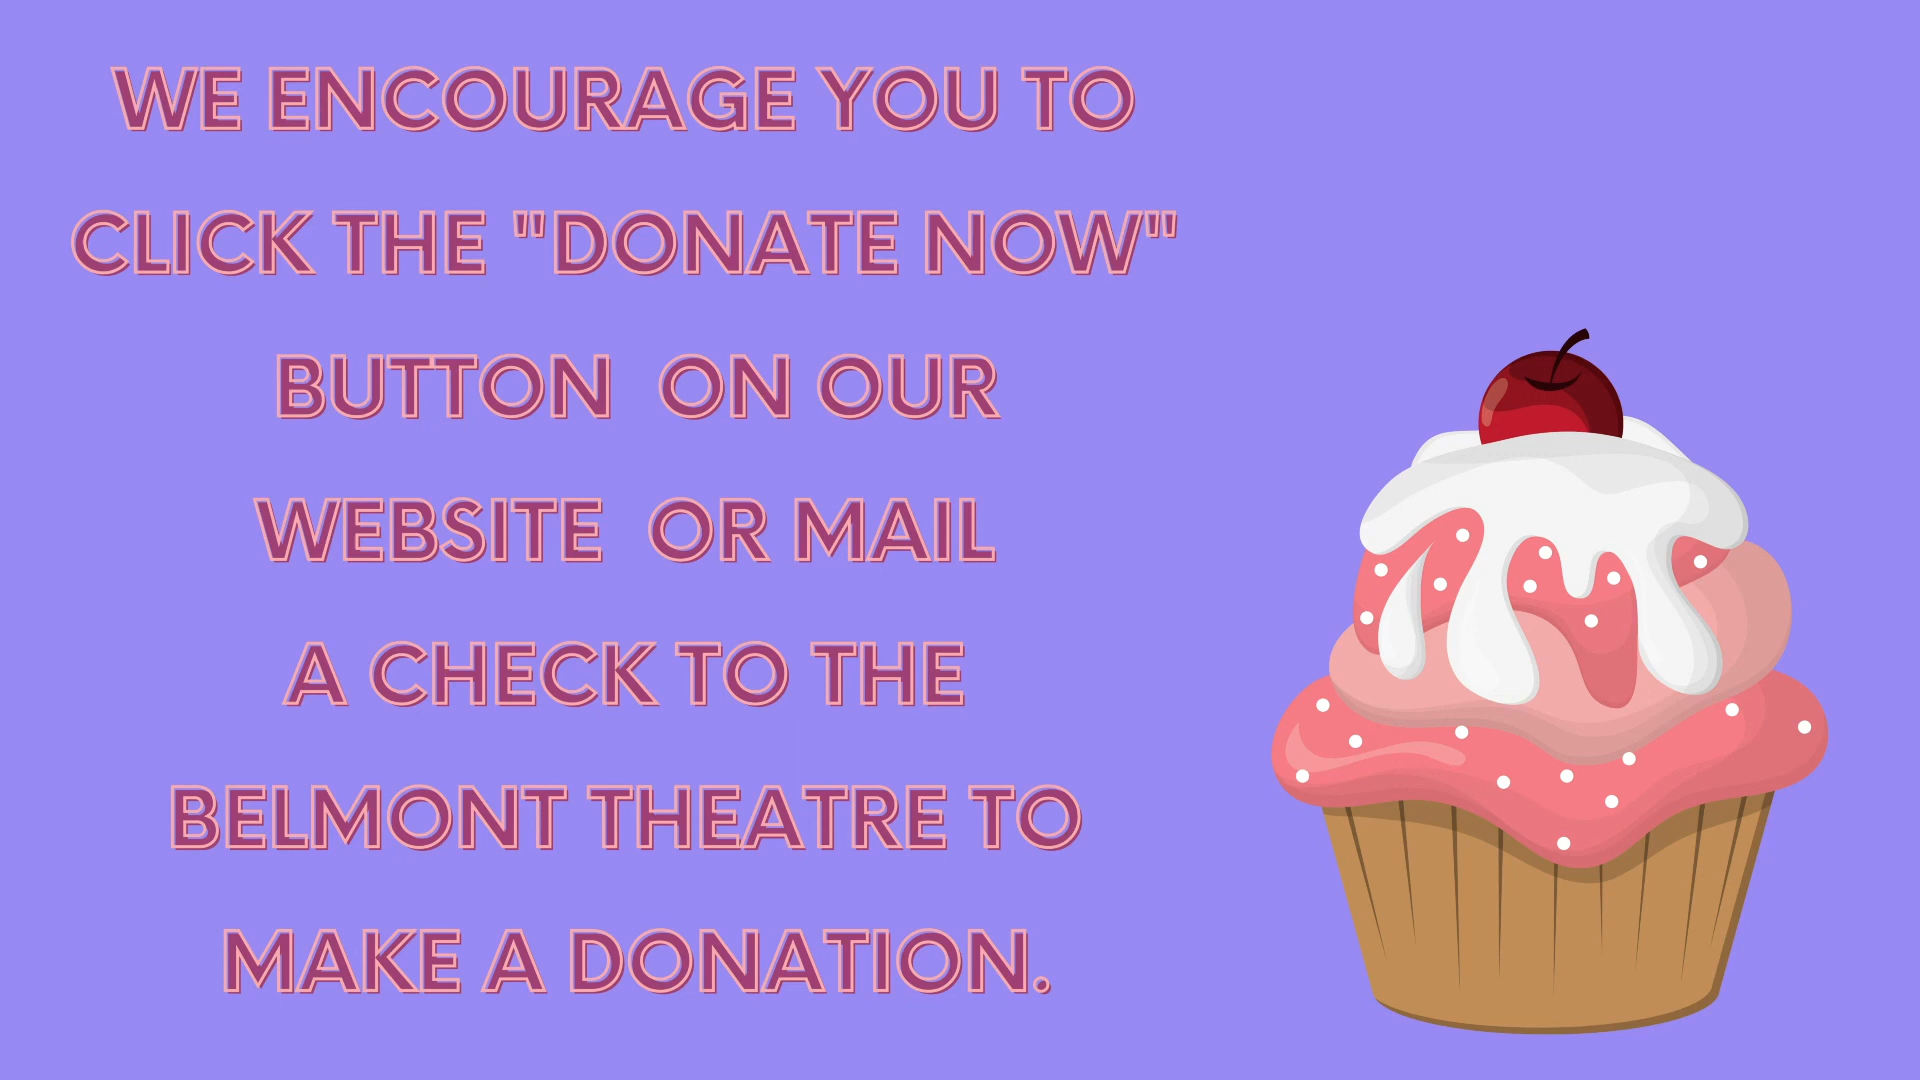 WE ENCOURAGE YOU TO
CLICK THE "DONATE NOW"
BUTTON  ON OUR
WEBSITE  OR MAIL
A CHECK TO THE
BELMONT THEATRE TO
MAKE A DONATION.